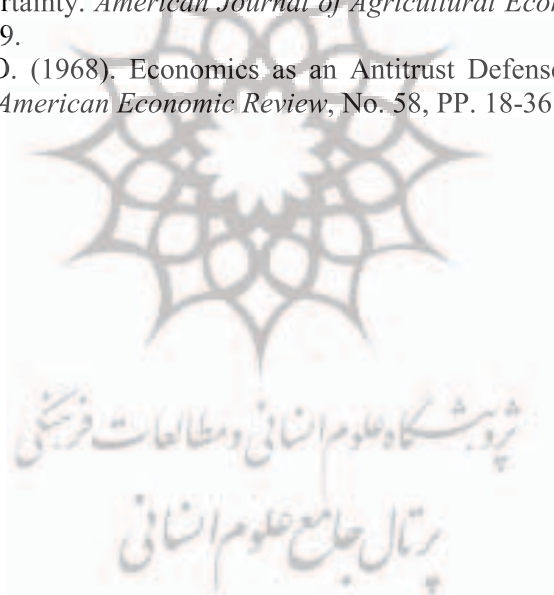 rtainty. American Journal of Agricultural Econ
9.
O. (1968). Economics as an Antitrust Defense
American Economic Review, No. 58, PP. 18-36
پژوهشگاه علوم انسانی و مطالعات فرهنگی
پرتال جامع علوم انسانی